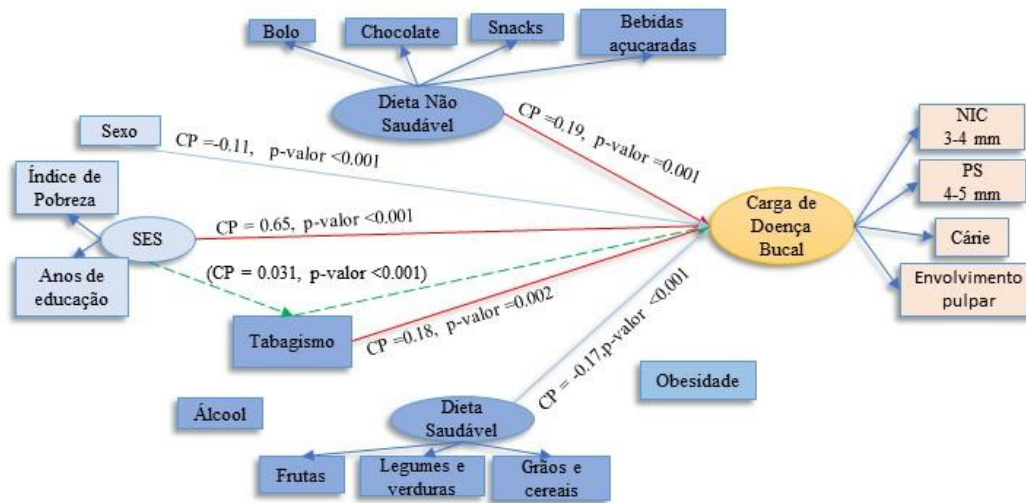 Bolo
Chocolate
Snacks
Bebidas
açucaradas
Dieta Não
Saudável
CP =0.19, p-valor =0.001
Sexo
CP =-0.11, p-valor <0.001
Índice de
Pobreza
SES
Anos de
educação
CP = 0.65, p-valor <0.001
(CP = 0.031, p-valor <0.001)
Tabagismo
CP =0.18, p-valor =0.002
Carga de
Doença
Bucal
NIC
3-4 mm
PS
4-5 mm
Cárie
Envolvimento
pulpar
CP = -0.17,p-valor <0.001
Obesidade
Álcool
Dieta
Saudável
Frutas
Legumes e
verduras
Grãos e
cereais